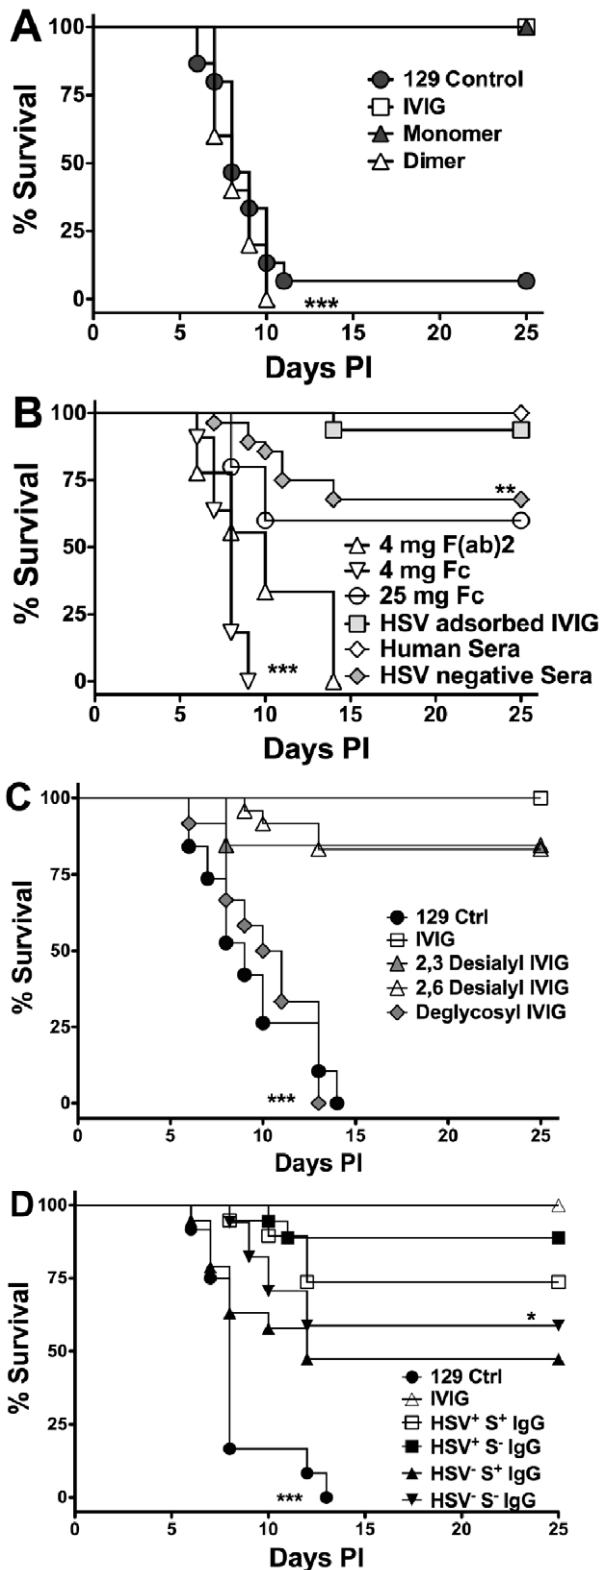 A
100
75
50
25
0
% Survival
129 Control
IVIG
Monomer
Dimer
***
0 5 10 15 20 25
Days PI
B
100
75
50
25
0
% Survival
**
4 mg F(ab)2
4 mg Fc
25 mg Fc
HSV adsorbed IVIG
Human Sera
HSV negative Sera
***
0 5 10 15 20 25
Days PI
C
100
75
50
25
0
% Survival
129 Ctrl
IVIG
2,3 Desialyl IVIG
2,6 Desialyl IVIG
Deglycosyl IVIG
***
0 5 10 15 20 25
Days PI
D
100
75
50
25
0
% Survival
*
129 Ctrl
IVIG
HSV⁺ S⁺ IgG
HSV⁺ S⁻ IgG
HSV⁻ S⁺ IgG
HSV⁻ S⁻ IgG
***
0 5 10 15 20 25
Days PI